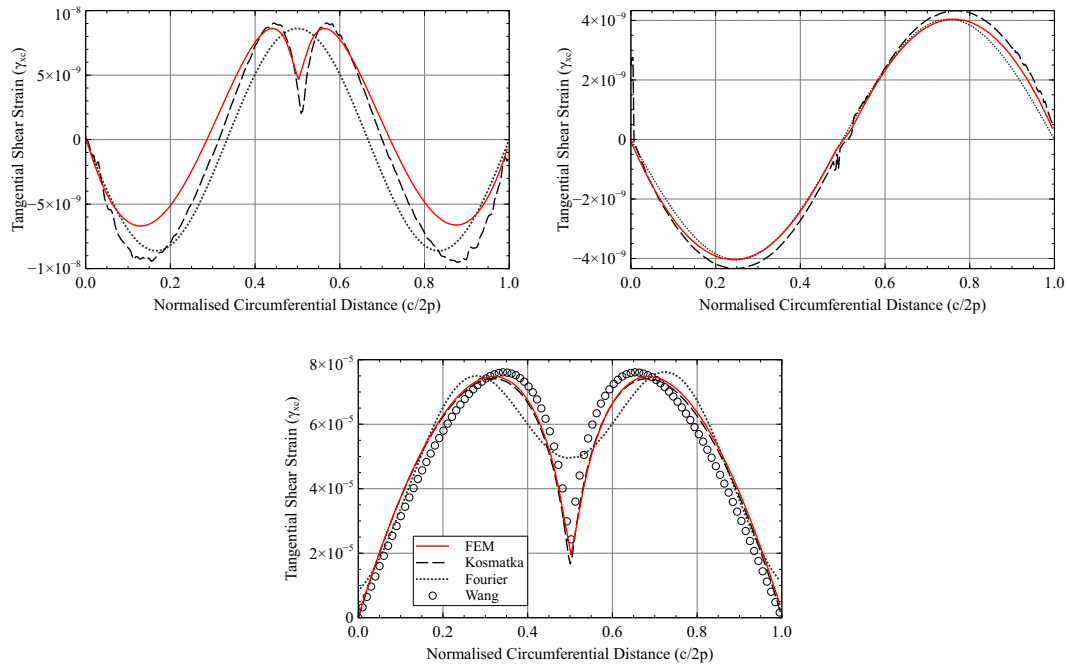 Tangential Shear Strain (γxc)
1×10⁻⁸
5×10⁻⁹
0
−5×10⁻⁹
−1×10⁻⁸
0.0 0.2 0.4 0.6 0.8 1.0
Normalised Circumferential Distance (c/2p)
Tangential Shear Strain (γxc)
4×10⁻⁹
2×10⁻⁹
0
−2×10⁻⁹
−4×10⁻⁹
0.0 0.2 0.4 0.6 0.8 1.0
Normalised Circumferential Distance (c/2p)
Tangential Shear Strain (γxc)
8×10⁻⁵
6×10⁻⁵
4×10⁻⁵
2×10⁻⁵
0
FEM
Kosmatka
Fourier
Wang
0.0 0.2 0.4 0.6 0.8 1.0
Normalised Circumferential Distance (c/2p)